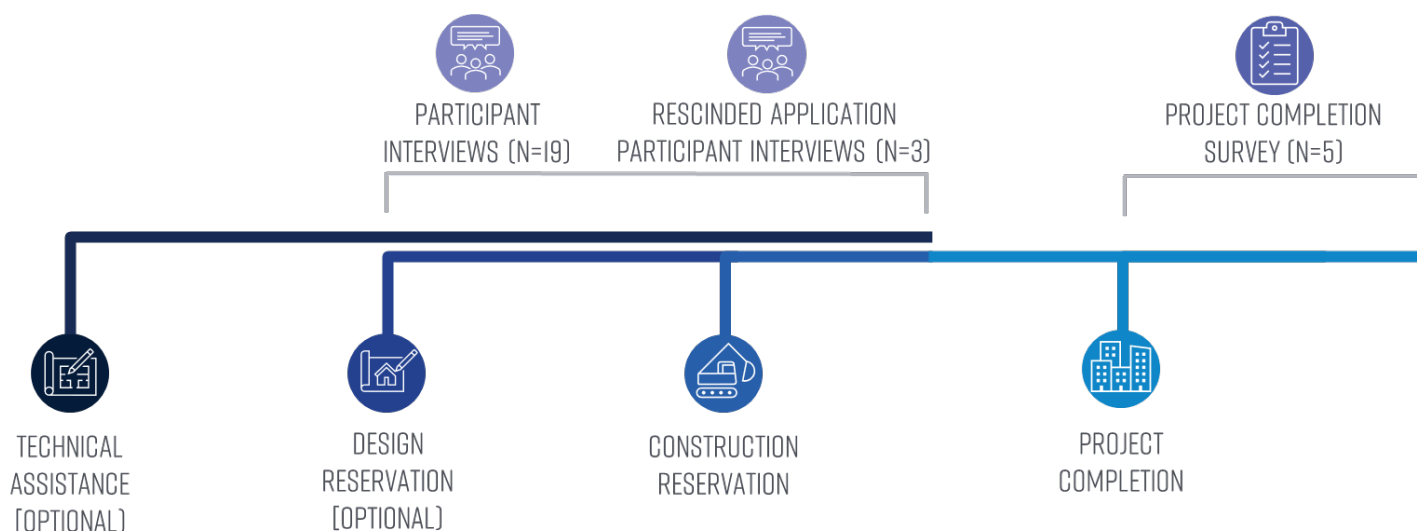 PARTICIPANT
INTERVIEWS (N=19)
RESCINDED APPLICATION
PARTICIPANT INTERVIEWS (N=3)
PROJECT COMPLETION
SURVEY (N=5)
TECHNICAL
ASSISTANCE
(OPTIONAL)
DESIGN
RESERVATION
(OPTIONAL)
CONSTRUCTION
RESERVATION
PROJECT
COMPLETION